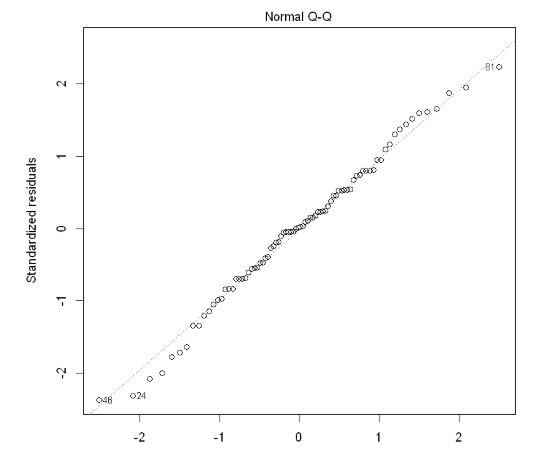 Normal Q-Q
Standardized residuals
2
1
0
-1
-2
81
46
24
-2 -1 0 1 2